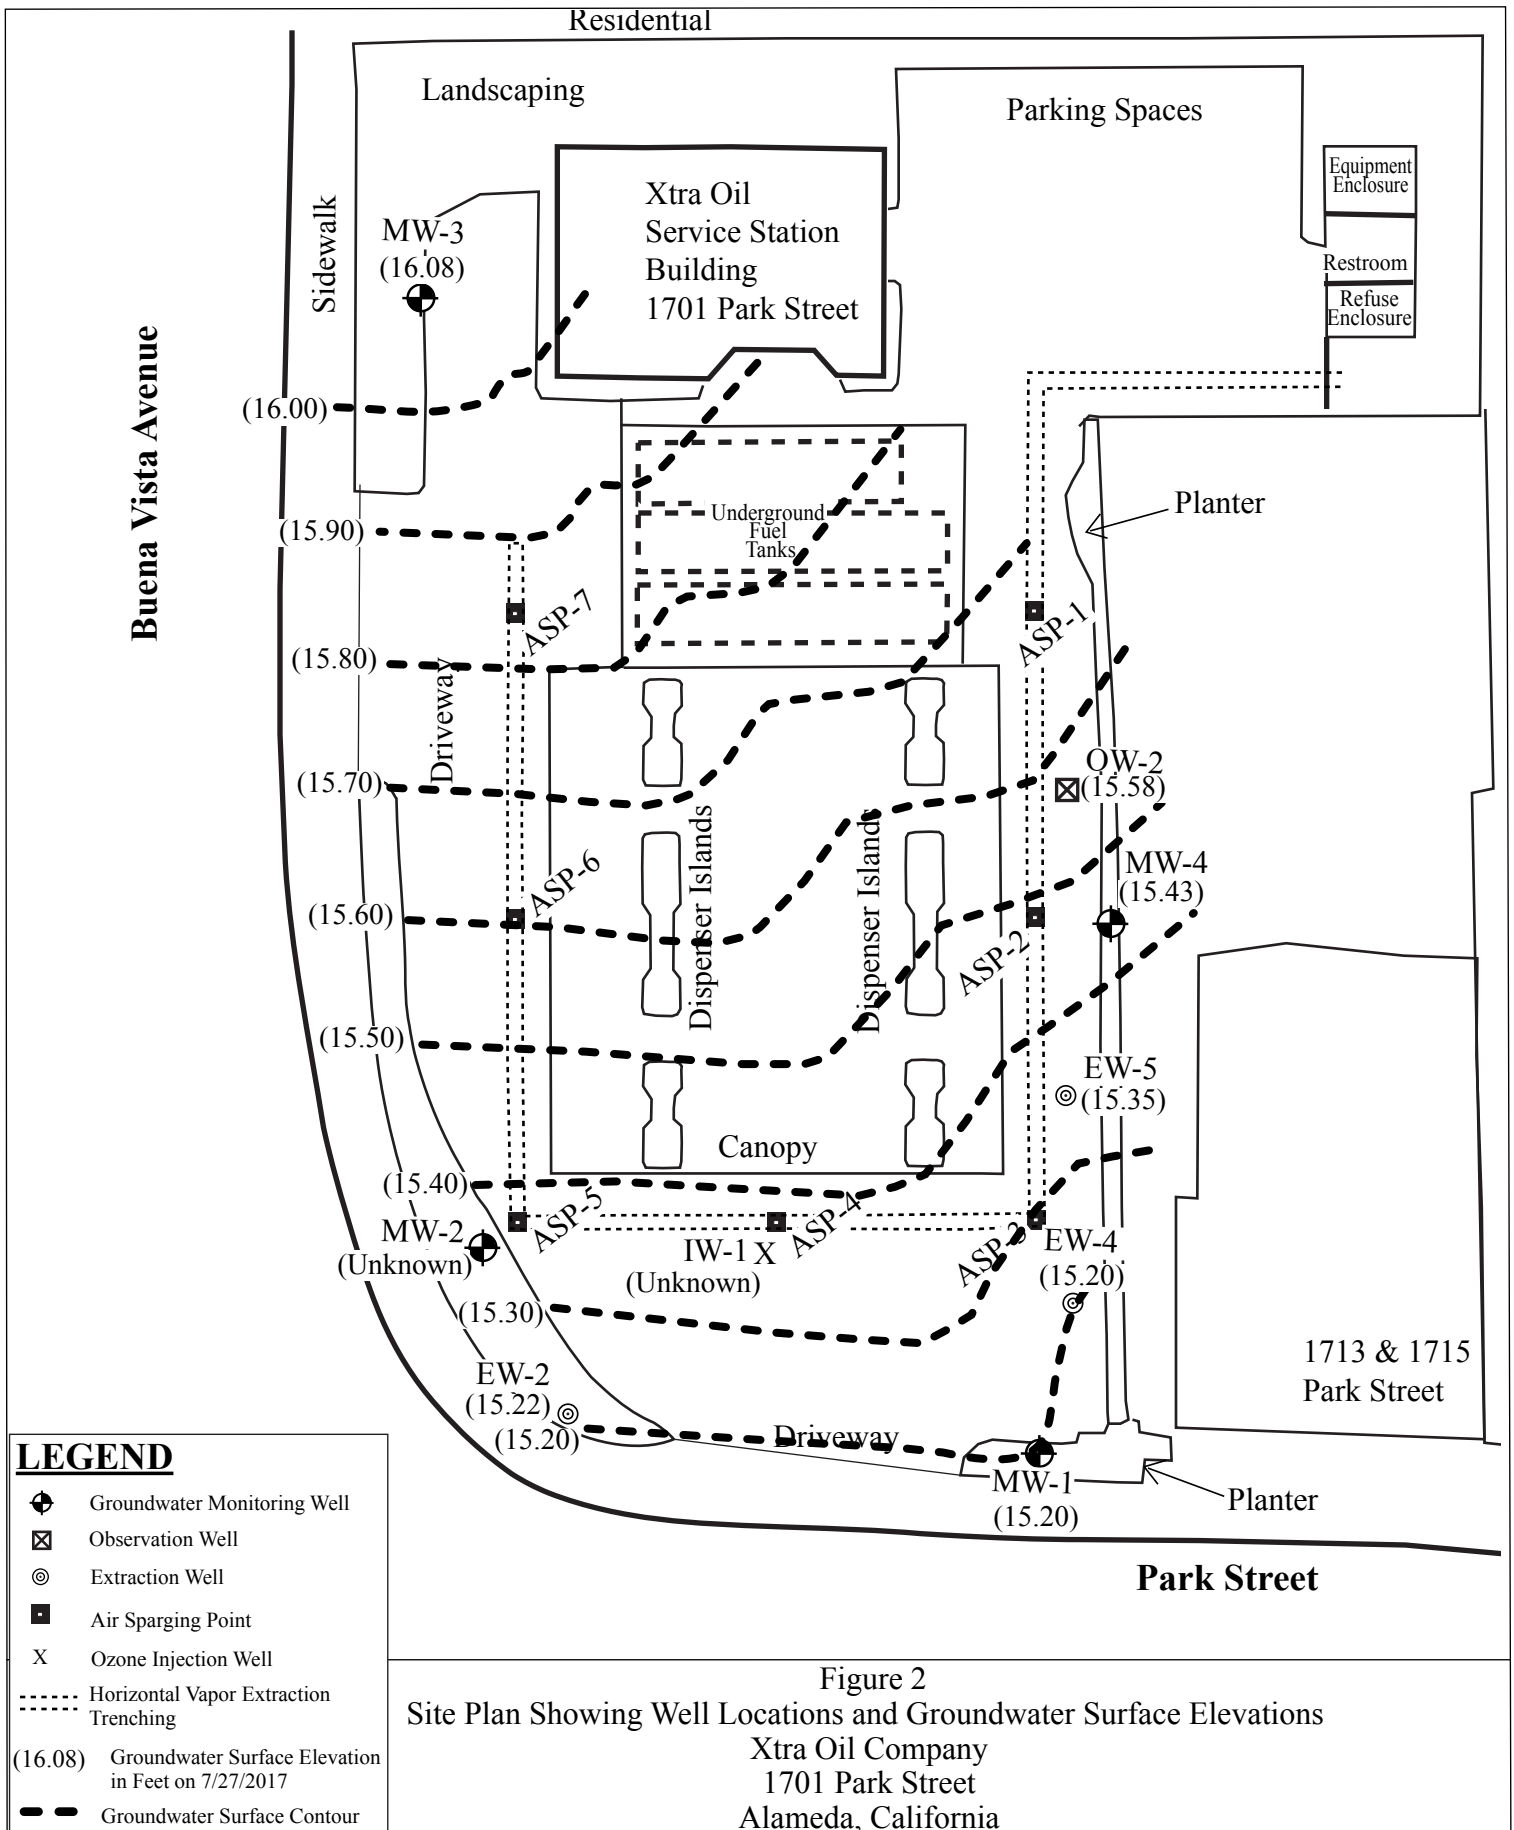 Residential
Landscaping
Parking Spaces
Equipment
Enclosure
Restroom
Refuse
Enclosure
Xtra Oil
Service Station
Building
1701 Park Street
Sidewalk
MW-3
(16.08)
Buena Vista Avenue
(16.00)
(15.90)
Underground
Fuel
Tanks
Planter
ASP-7
ASP-1
(15.80)
Driveway
(15.70)
OW-2
(15.58)
Dispenser Islands
Dispenser Islands
ASP-6
MW-4
(15.43)
(15.60)
ASP-2
(15.50)
EW-5
(15.35)
Canopy
(15.40)
MW-2
(Unknown)
ASP-5
IW-1 X
(Unknown)
ASP-4
ASP-3
EW-4
(15.20)
(15.30)
1713 & 1715
Park Street
EW-2
(15.22)
(15.20)
Driveway
MW-1
(15.20)
Planter
Park Street
LEGEND
Groundwater Monitoring Well
Observation Well
Extraction Well
Air Sparging Point
X Ozone Injection Well
Horizontal Vapor Extraction
Trenching
(16.08) Groundwater Surface Elevation
in Feet on 7/27/2017
Groundwater Surface Contour
Figure 2
Site Plan Showing Well Locations and Groundwater Surface Elevations
Xtra Oil Company
1701 Park Street
Alameda, California